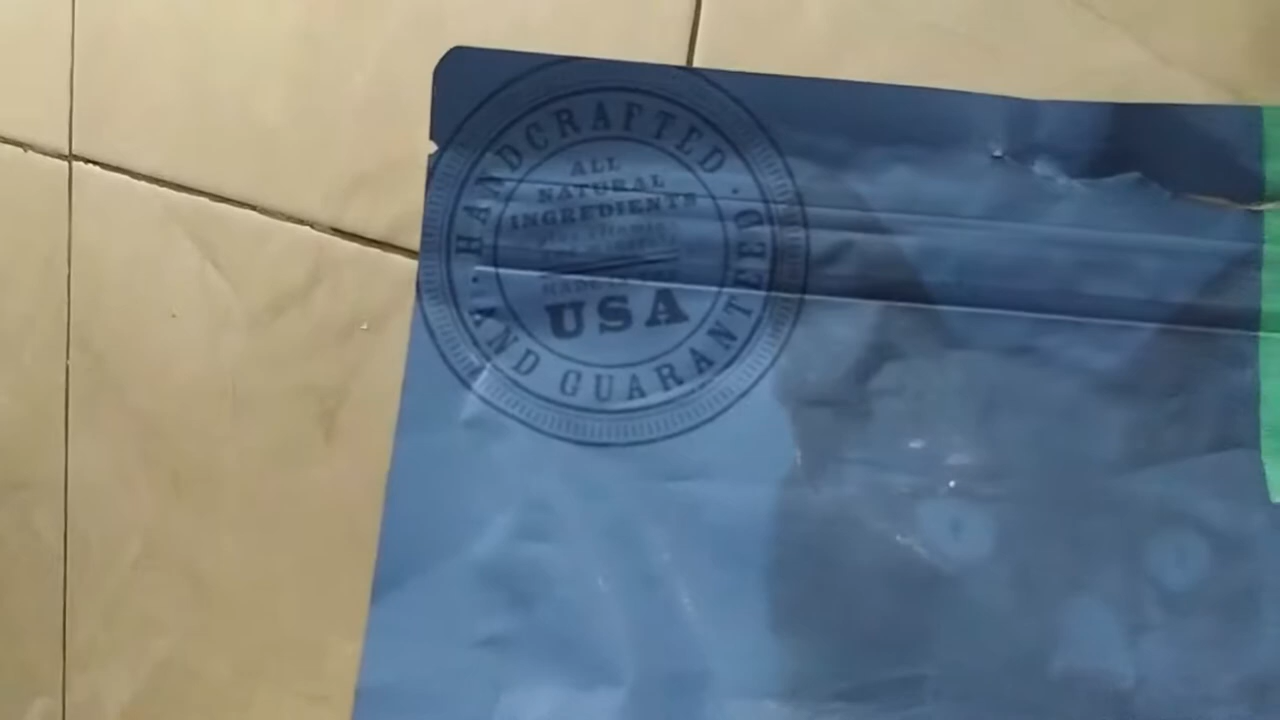 HANDCRAFTED
ALL
NATURAL
INGREDIENTS
USA
AND GUARANTEED